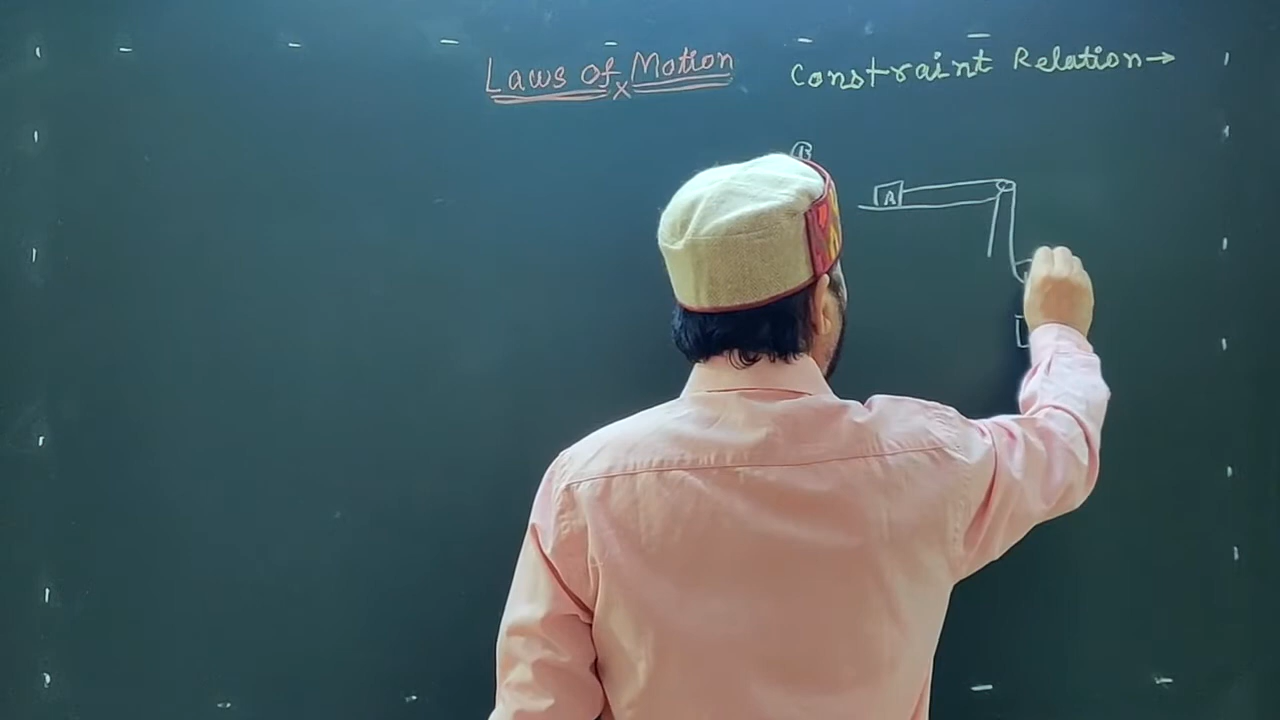 Laws Of Motion
x
Constraint Relation→
B
A